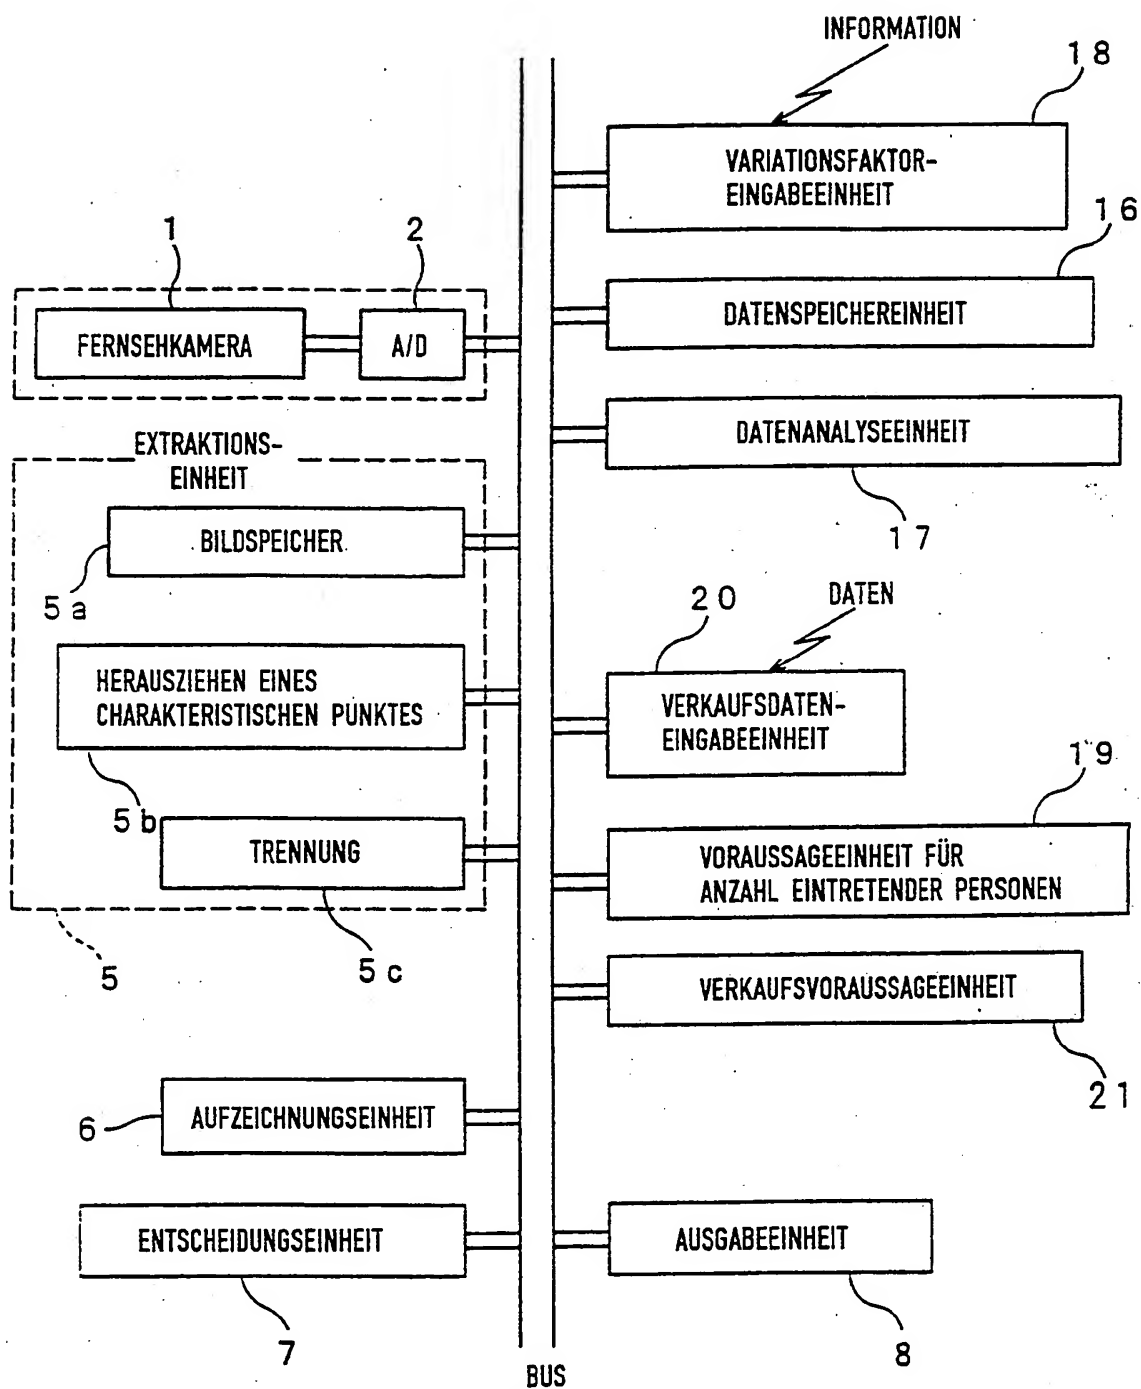 INFORMATION
18
VARIATIONSFAKTOR-
EINGABEEINHEIT
16
1
2
DATENSPEICHEREINHEIT
FERNSEHKAMERA
A/D
DATENANALYSEEINHEIT
17
EXTRAKTIONS-
EINHEIT
BILDSPEICHER
5a
20
DATEN
HERAUSZIEHEN EINES
CHARAKTERISTISCHEN PUNKTES
5b
VERKAUFSDATEN-
EINGABEEINHEIT
19
TRENNUNG
5c
5
VORAUSSAGEEINHEIT FÜR
ANZAHL EINTRETENDER PERSONEN
VERKAUFSVORAUSSAGEEINHEIT
21
6
AUFZEICHNUNGSEINHEIT
ENTSCHEIDUNGSEINHEIT
7
AUSGABEEINHEIT
8
BUS